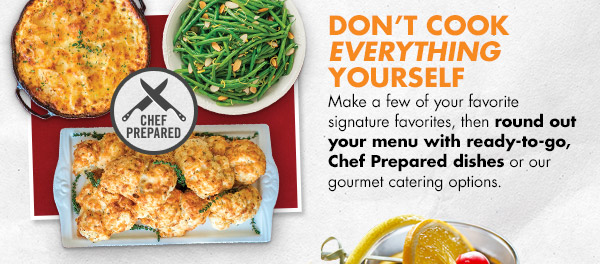 DON'T COOK
EVERYTHING
YOURSELF
Make a few of your favorite
signature favorites, then round out
your menu with ready-to-go,
Chef Prepared dishes or our
gourmet catering options.
CHEF
PREPARED